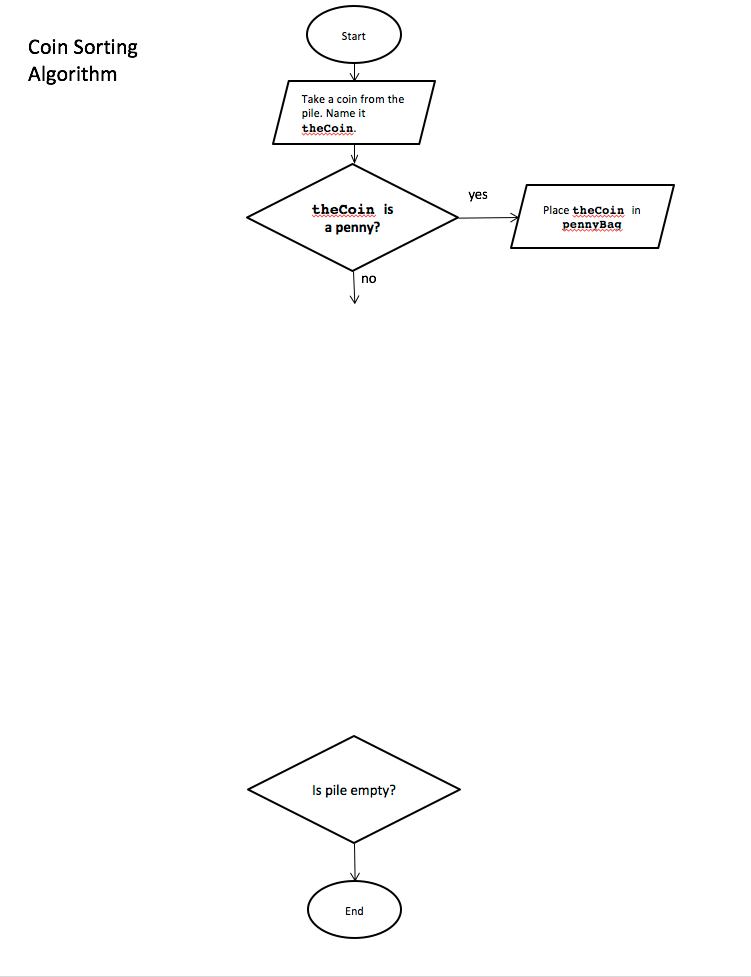 Coin Sorting
Algorithm
Start
Take a coin from the
pile. Name it
theCoin.
theCoin is
a penny?
yes
Place theCoin in
pennyBag
no
Is pile empty?
End